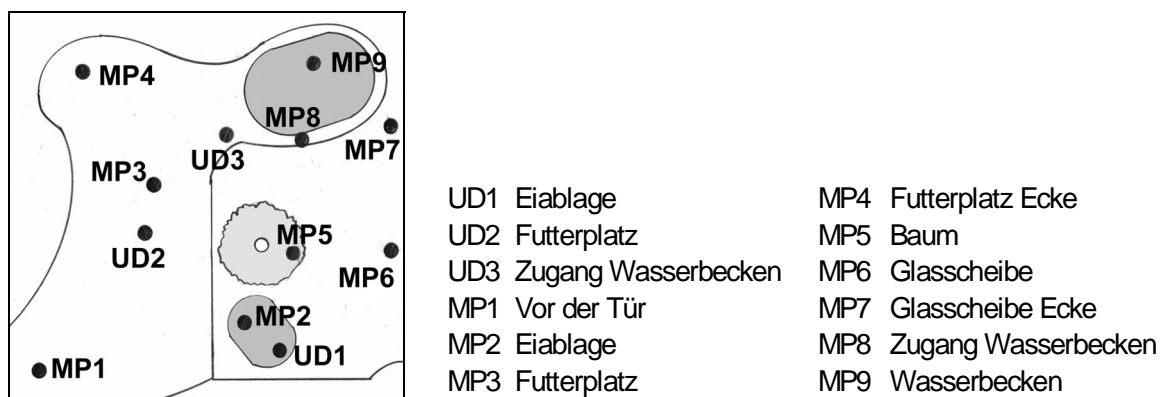 MP9
MP4
MP8
UD3
MP7
MP3
UD2
MP5
MP6
MP2
UD1
MP1
UD1 Eiablage
UD2 Futterplatz
UD3 Zugang Wasserbecken
MP1 Vor der Tür
MP2 Eiablage
MP3 Futterplatz
MP4 Futterplatz Ecke
MP5 Baum
MP6 Glasscheibe
MP7 Glasscheibe Ecke
MP8 Zugang Wasserbecken
MP9 Wasserbecken